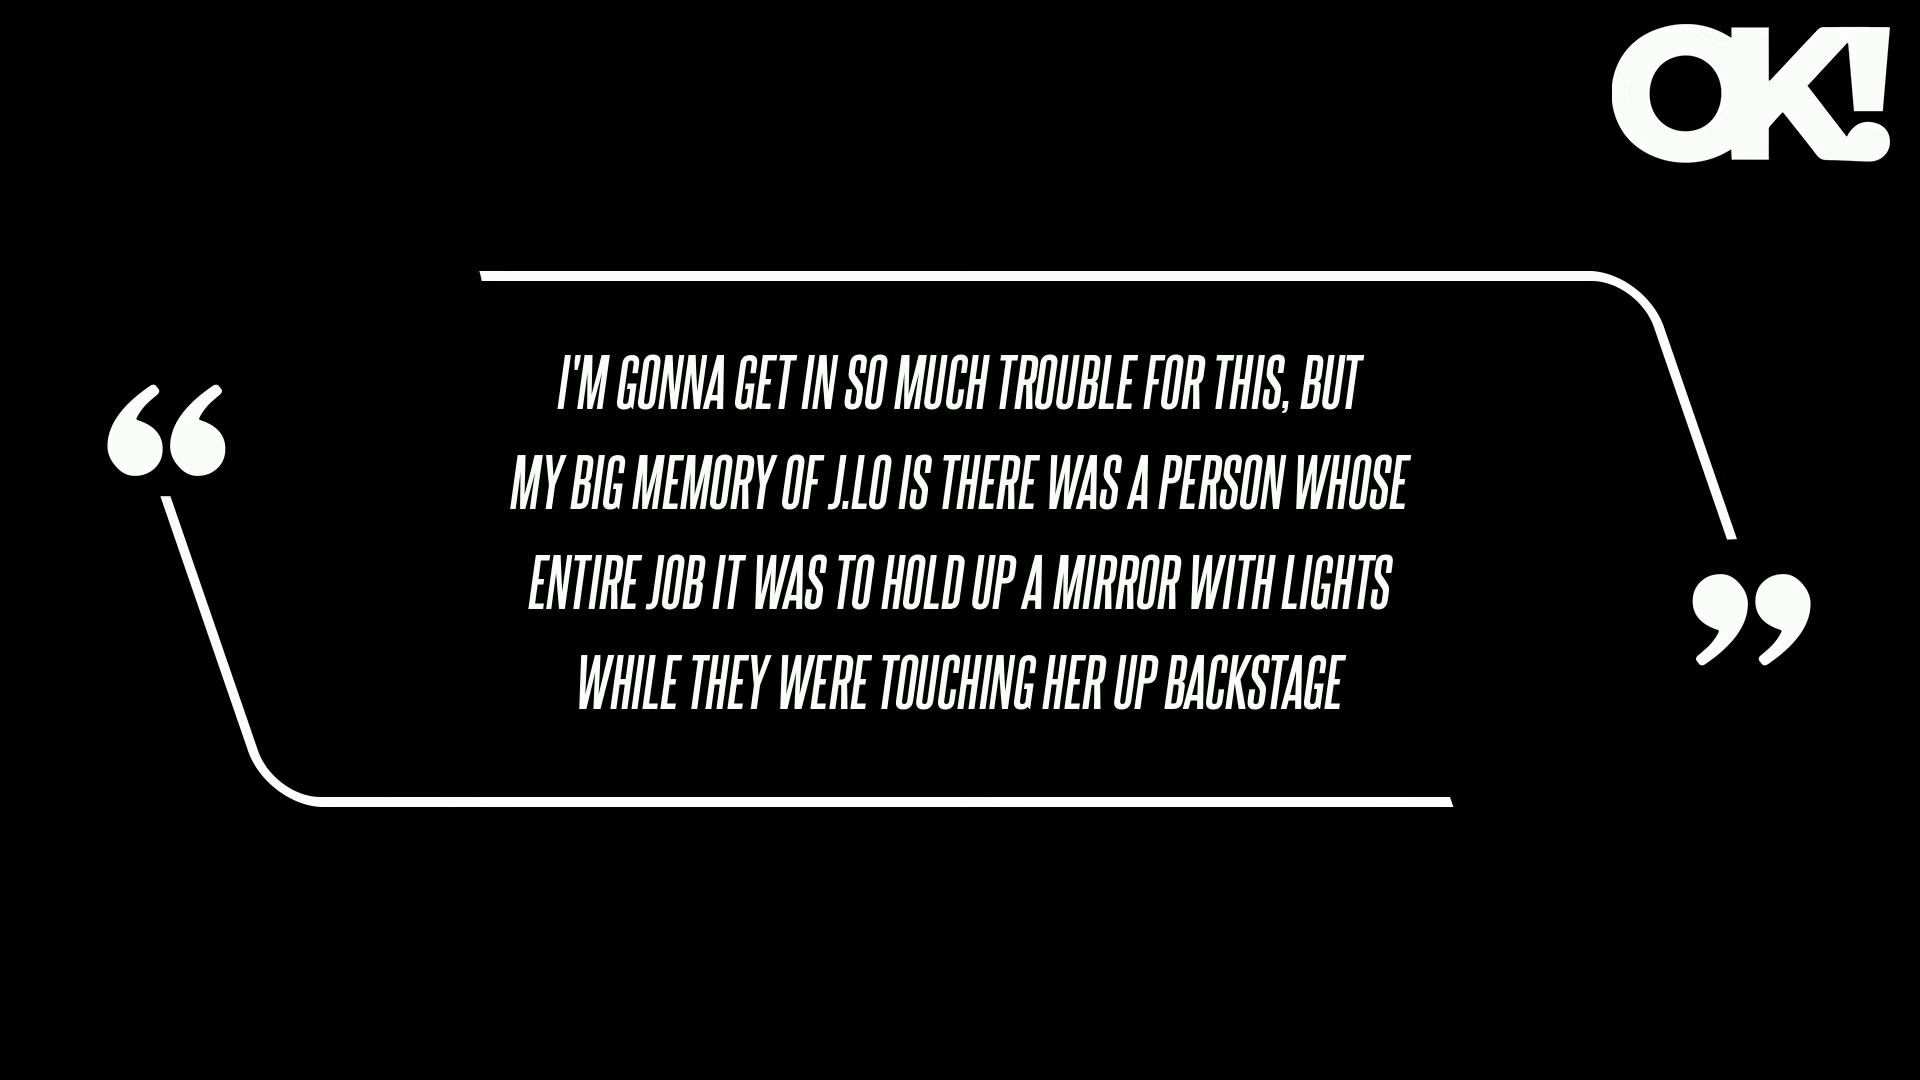 OK!
“
I'M GONNA GET IN SO MUCH TROUBLE FOR THIS, BUT
MY BIG MEMORY OF J.LO IS THERE WAS A PERSON WHOSE
ENTIRE JOB IT WAS TO HOLD UP A MIRROR WITH LIGHTS
WHILE THEY WERE TOUCHING HER UP BACKSTAGE
”